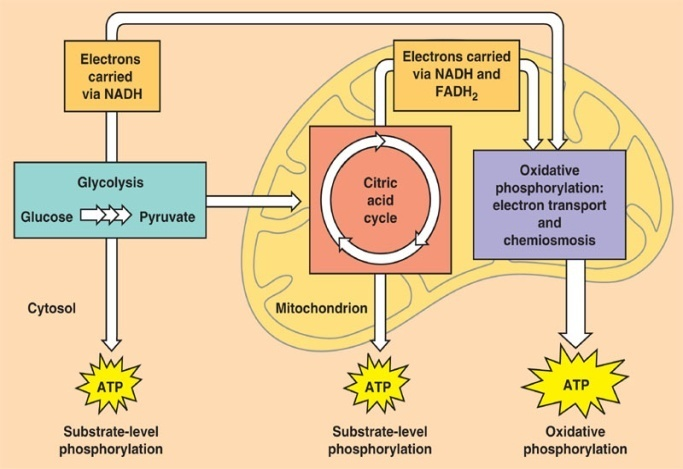 Electrons
carried
via NADH
Electrons carried
via NADH and
FADH₂
Glycolysis
Glucose Pyruvate
Citric
acid
cycle
Oxidative
phosphorylation:
electron transport
and
chemiosmosis
Cytosol
Mitochondrion
ATP
ATP
ATP
Substrate-level
phosphorylation
Substrate-level
phosphorylation
Oxidative
phosphorylation